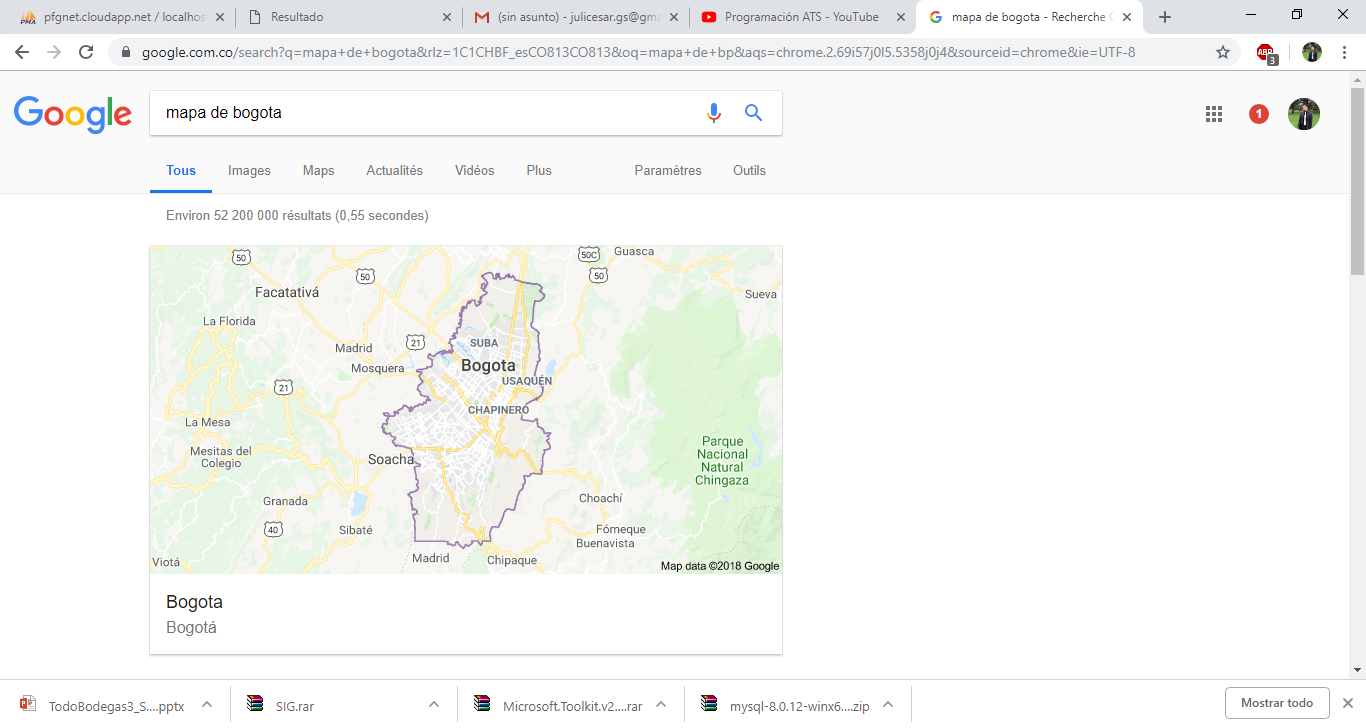 pfgnet.cloudapp.net / localhos
Resultado
(sin asunto) - julicesar.gs@gma
Programación ATS - YouTube
mapa de bogota - Recherche G
google.com.co/search?q=mapa+de+bogota&rlz=1C1CHBF_esCO813CO813&oq=mapa+de+bp&aqs=chrome.2.69i57j0l5.5358j0j4&sourceid=chrome&ie=UTF-8
ABP
3
Google
mapa de bogota
1
Tous Images Maps Actualités Vidéos Plus Paramètres Outils
Environ 52 200 000 résultats (0,55 secondes)
50
50C
Guasca
50
50
Facatativá
Sueva
La Florida
21
SUBA
Madrid
Bogota
Mosquera
USAQUÉN
21
CHAPINERO
La Mesa
Parque
Nacional
Natural
Chingaza
Mesitas del
Colegio
Soacha
Granada
Choachí
40
Sibaté
Fómeque
Buenavista
Madrid
Chipaque
Viotá
Map data ©2018 Google
Bogota
Bogotá
TodoBodegas3_S....pptx
SIG.rar
Microsoft.Toolkit.v2....rar
mysql-8.0.12-winx6....zip
Mostrar todo